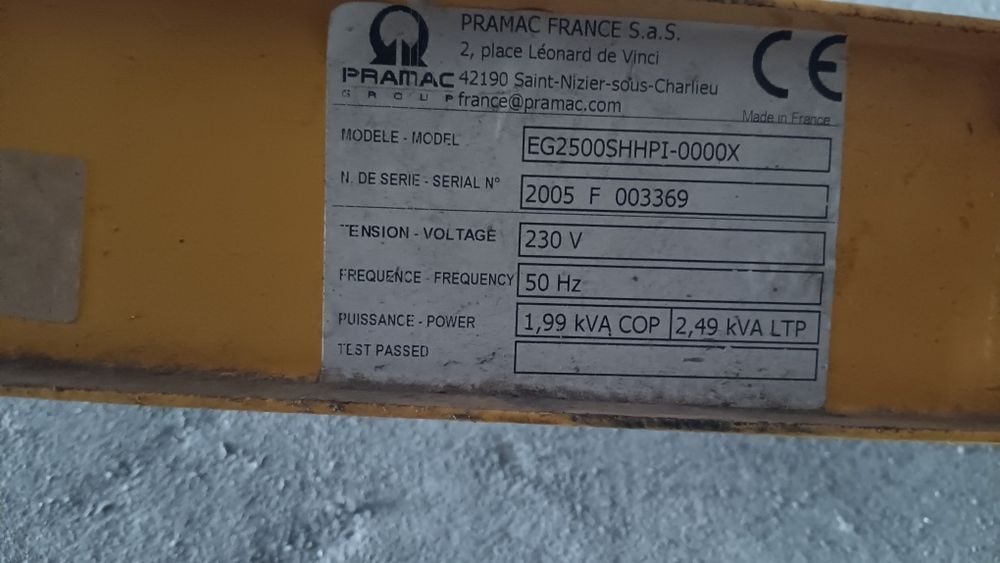 PRAMAC FRANCE S.a.S.
2, place Léonard de Vinci
42190 Saint-Nizier-sous-Charlieu
france@pramac.com
PRAMAC
GROUP
CE
Made in France
MODELE - MODEL EG2500SHHPI-0000X
N. DE SERIE - SERIAL N° 2005 F 003369
TENSION - VOLTAGE 230 V
FREQUENCE - FREQUENCY 50 Hz
PUISSANCE - POWER 1,99 kVA COP 2,49 kVA LTP
TEST PASSED